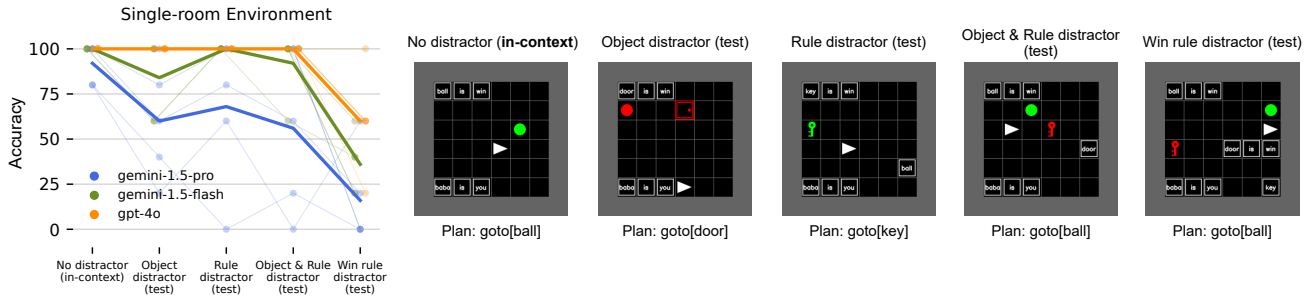 Single-room Environment
Accuracy
100
75
50
25
0
gemini-1.5-pro
gemini-1.5-flash
gpt-4o
No distractor
(in-context)
Object
distractor
(test)
Rule
distractor
(test)
Object & Rule
distractor
(test)
Win rule
distractor
(test)
No distractor (in-context)
ball is win
baba is you
Plan: goto[ball]
Object distractor (test)
door is win
baba is you
Plan: goto[door]
Rule distractor (test)
key is win
ball
baba is you
Plan: goto[key]
Object & Rule distractor
(test)
ball is win
door
baba is you
Plan: goto[ball]
Win rule distractor (test)
ball is win
door is win
baba is you
key
Plan: goto[ball]